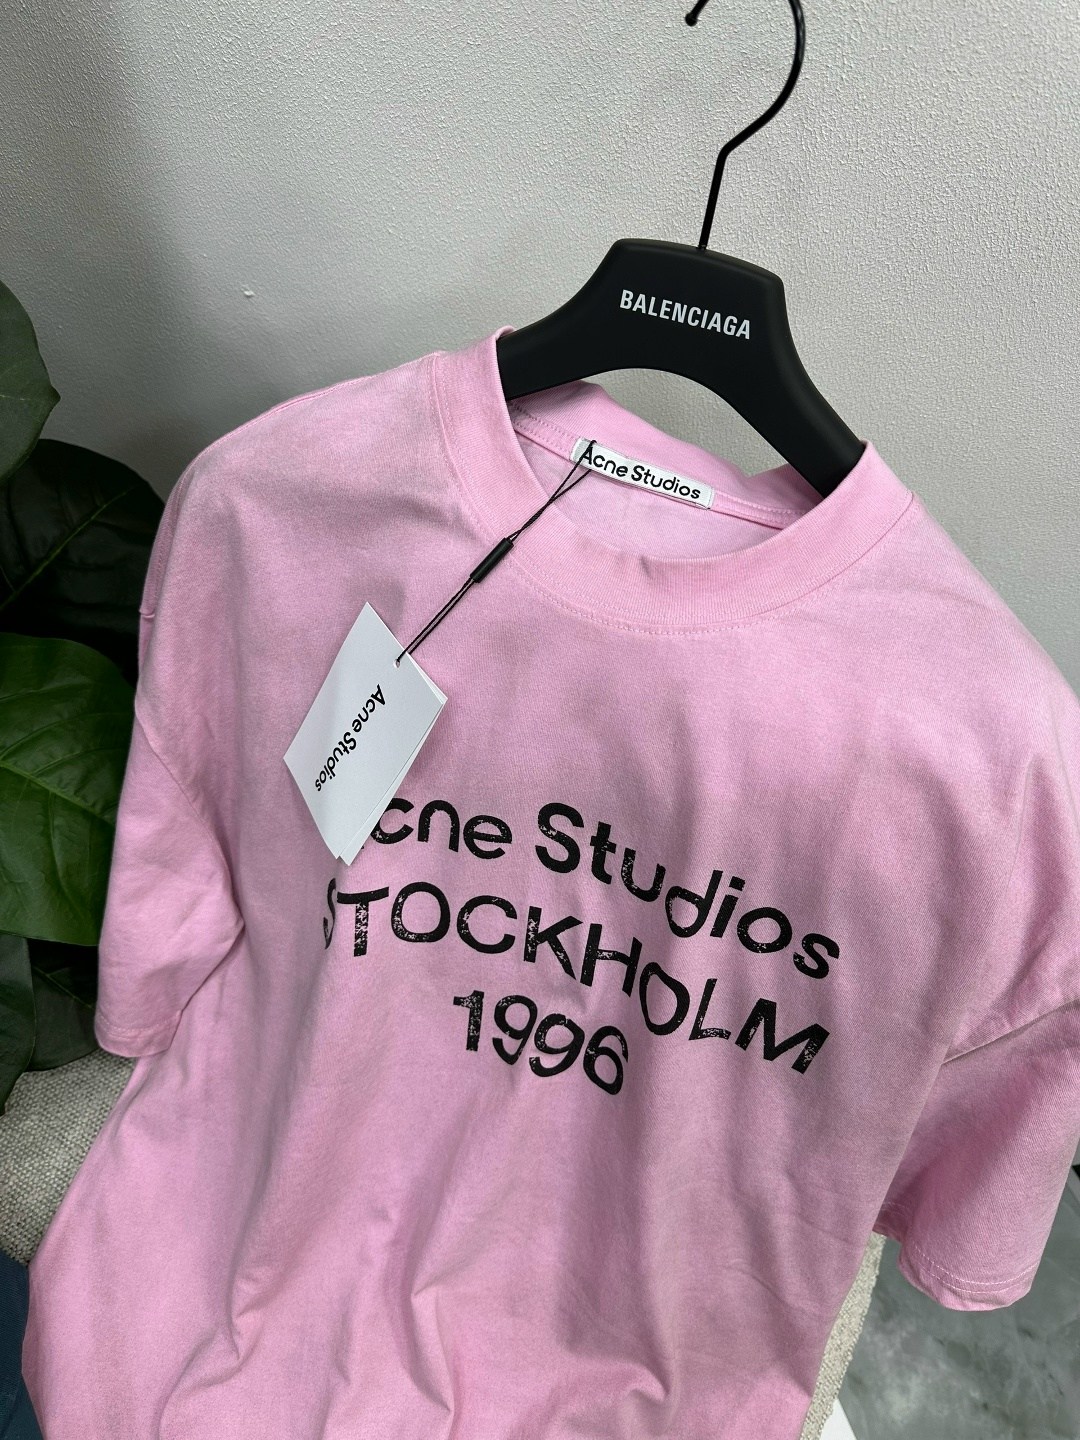 BALENCIAGA
Acne Studios
Acne Studios
cne Studios
STOCKHOLM
1996